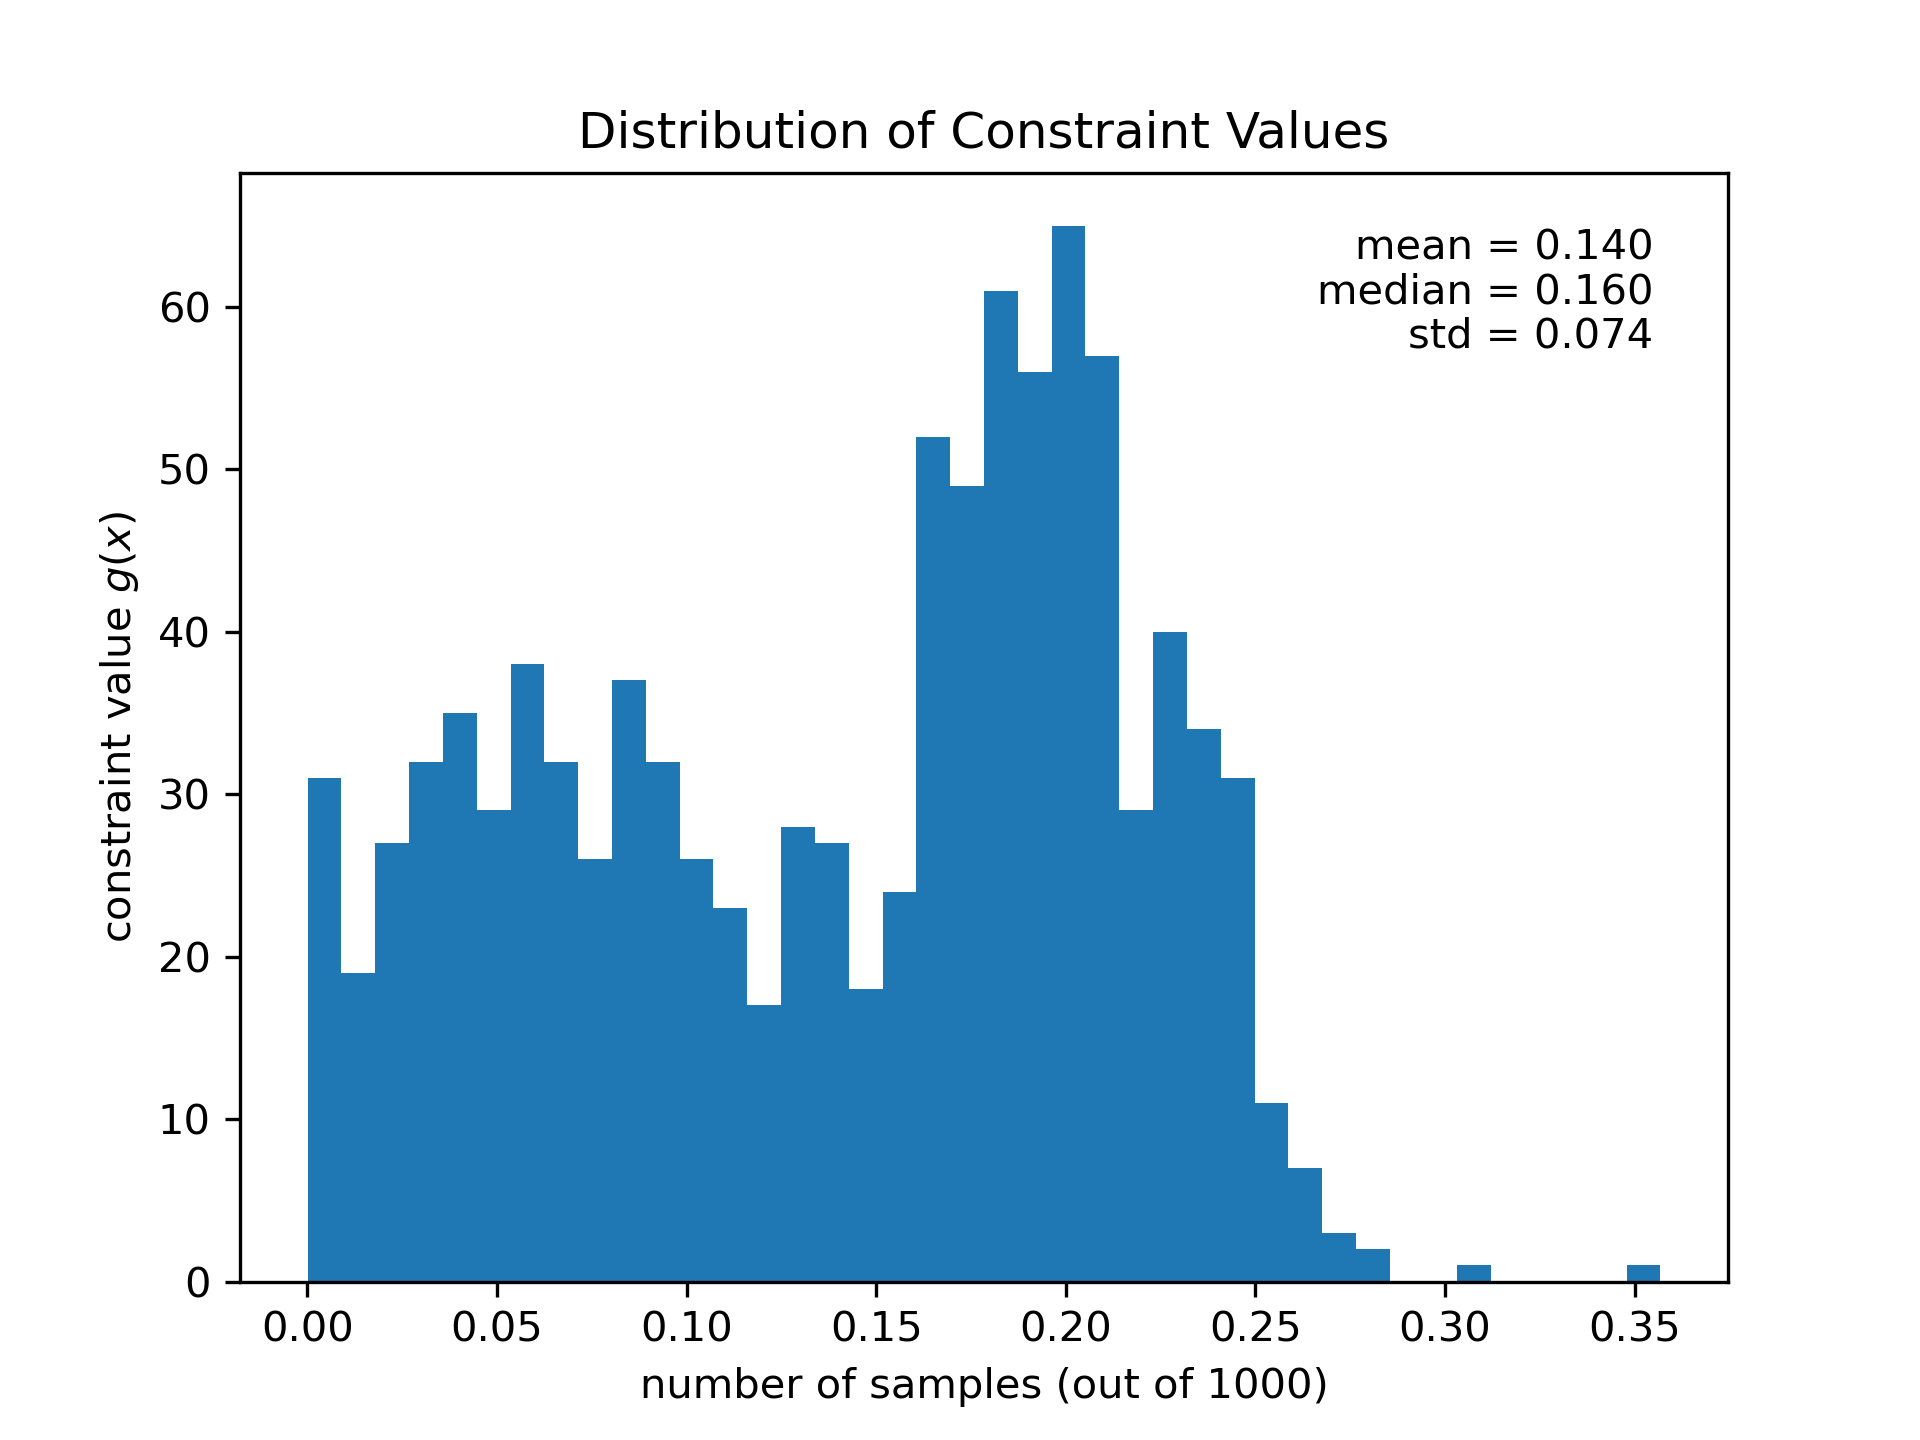 Distribution of Constraint Values
mean = 0.140
median = 0.160
std = 0.074
constraint value g(x)
60
50
40
30
20
10
0
0.00 0.05 0.10 0.15 0.20 0.25 0.30 0.35
number of samples (out of 1000)